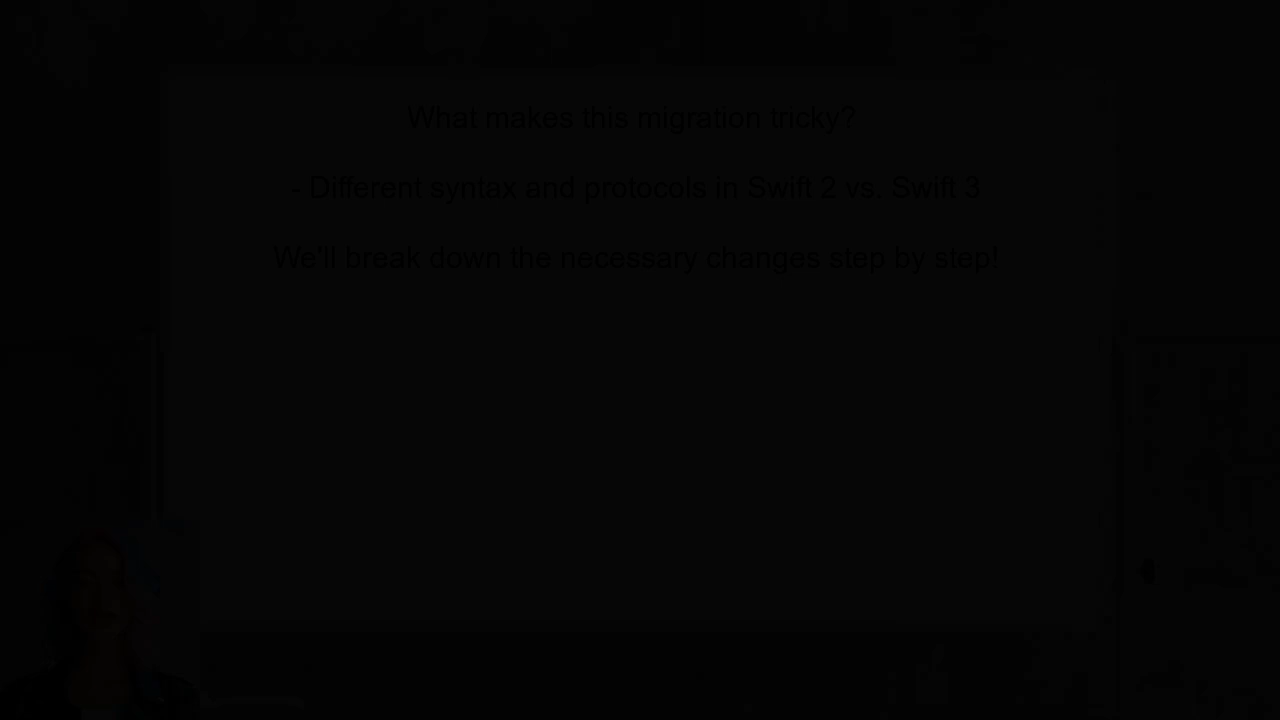 What makes this migration tricky?
- Different syntax and protocols in Swift 2 vs. Swift 3
We'll break down the necessary changes step by step!